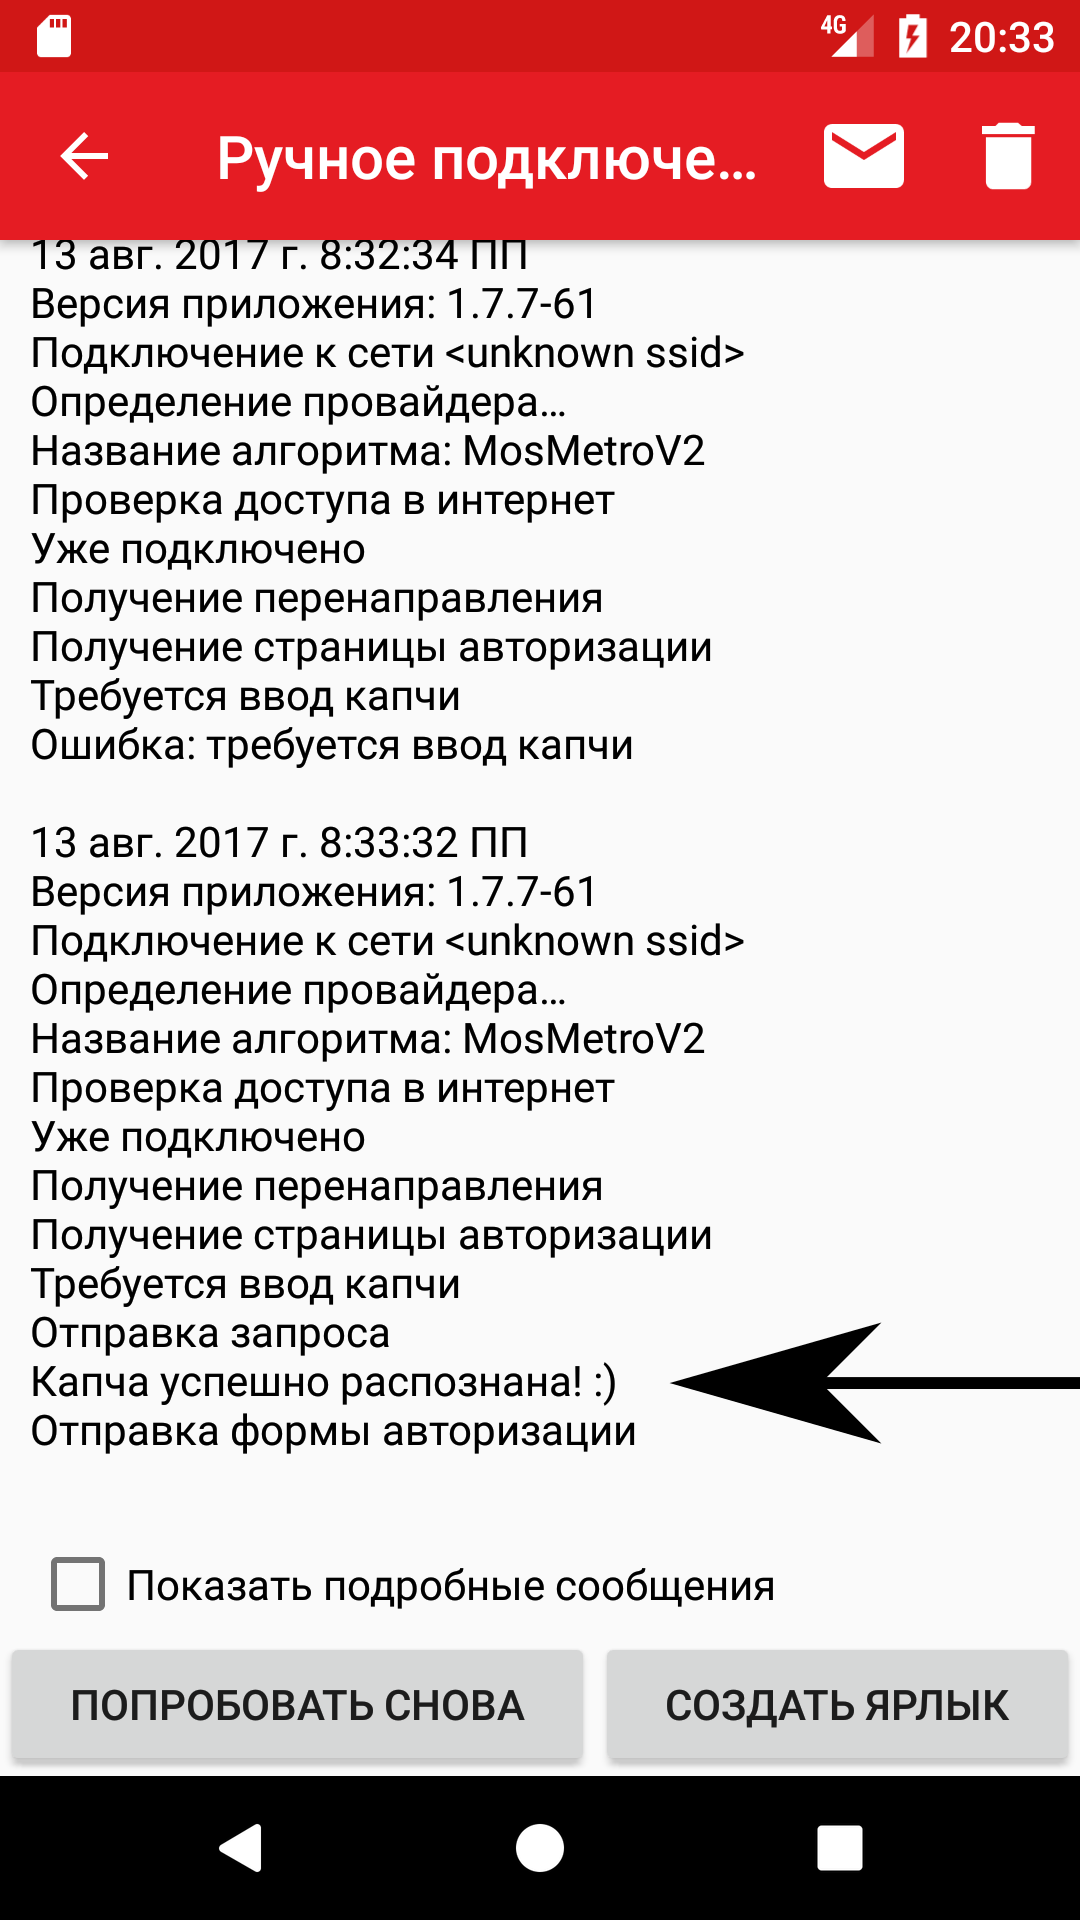 4G 20:33
Ручное подключе...
13 авг. 2017 г. 8:32:34 ПП
Версия приложения: 1.7.7-61
Подключение к сети <unknown ssid>
Определение провайдера...
Название алгоритма: MosMetroV2
Проверка доступа в интернет
Уже подключено
Получение перенаправления
Получение страницы авторизации
Требуется ввод капчи
Ошибка: требуется ввод капчи
13 авг. 2017 г. 8:33:32 ПП
Версия приложения: 1.7.7-61
Подключение к сети <unknown ssid>
Определение провайдера...
Название алгоритма: MosMetroV2
Проверка доступа в интернет
Уже подключено
Получение перенаправления
Получение страницы авторизации
Требуется ввод капчи
Отправка запроса
Капча успешно распознана! :)
Отправка формы авторизации
Показать подробные сообщения
ПОПРОБОВАТЬ СНОВА СОЗДАТЬ ЯРЛЫК